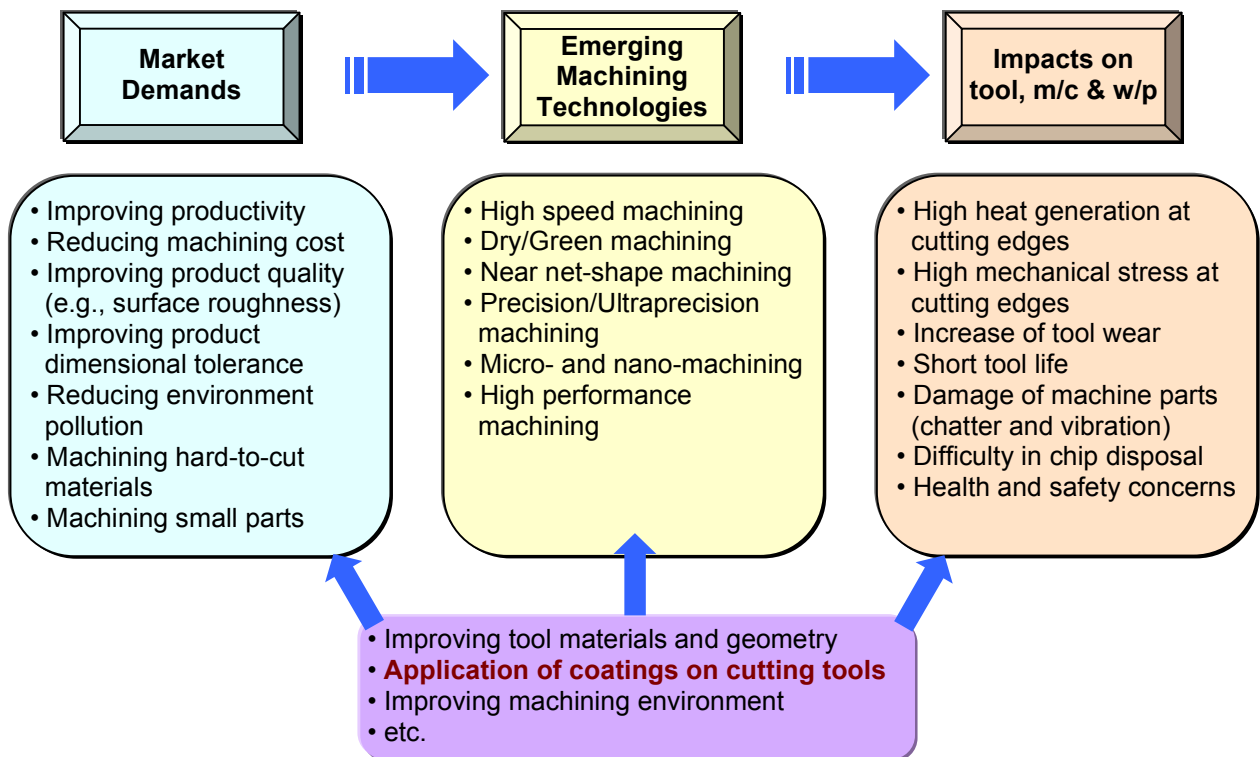 Market
Demands
Emerging
Machining
Technologies
Impacts on
tool, m/c & w/p
• Improving productivity
• Reducing machining cost
• Improving product quality
(e.g., surface roughness)
• Improving product
dimensional tolerance
• Reducing environment
pollution
• Machining hard-to-cut
materials
• Machining small parts
• High speed machining
• Dry/Green machining
• Near net-shape machining
• Precision/Ultraprecision
machining
• Micro- and nano-machining
• High performance
machining
• High heat generation at
cutting edges
• High mechanical stress at
cutting edges
• Increase of tool wear
• Short tool life
• Damage of machine parts
(chatter and vibration)
• Difficulty in chip disposal
• Health and safety concerns
• Improving tool materials and geometry
• Application of coatings on cutting tools
• Improving machining environment
• etc.